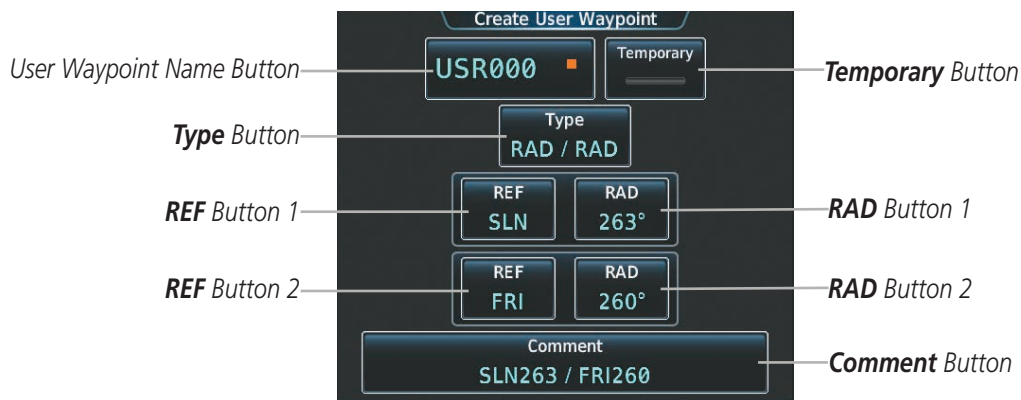 Create User Waypoint
User Waypoint Name Button
USR000
Temporary
Temporary Button
Type Button
Type
RAD / RAD
REF Button 1
REF
SLN
RAD
263°
RAD Button 1
REF Button 2
REF
FRI
RAD
260°
RAD Button 2
Comment
SLN263 / FRI260
Comment Button